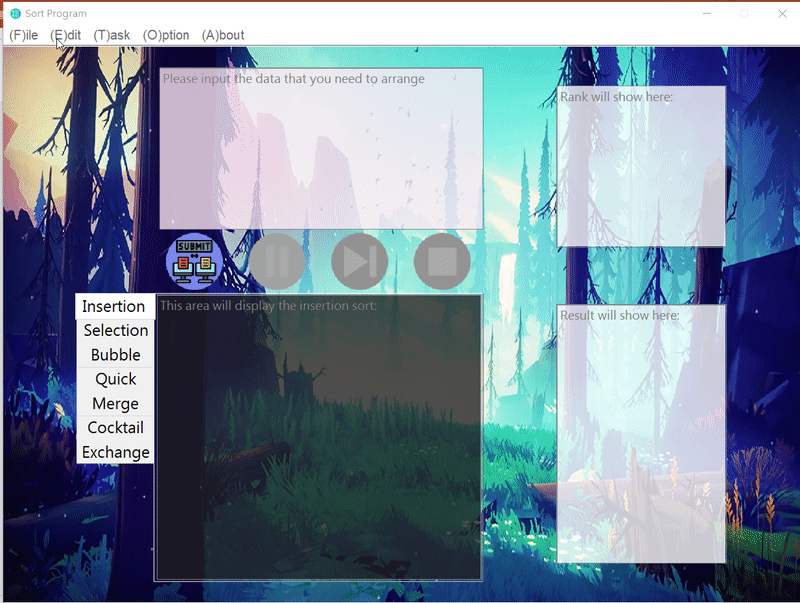 Sort Program
(F)ile (E)dit (T)ask (O)ption (A)bout
Please input the data that you need to arrange
Rank will show here:
SUBMIT
Insertion
Selection
Bubble
Quick
Merge
Cocktail
Exchange
This area will display the insertion sort:
Result will show here: